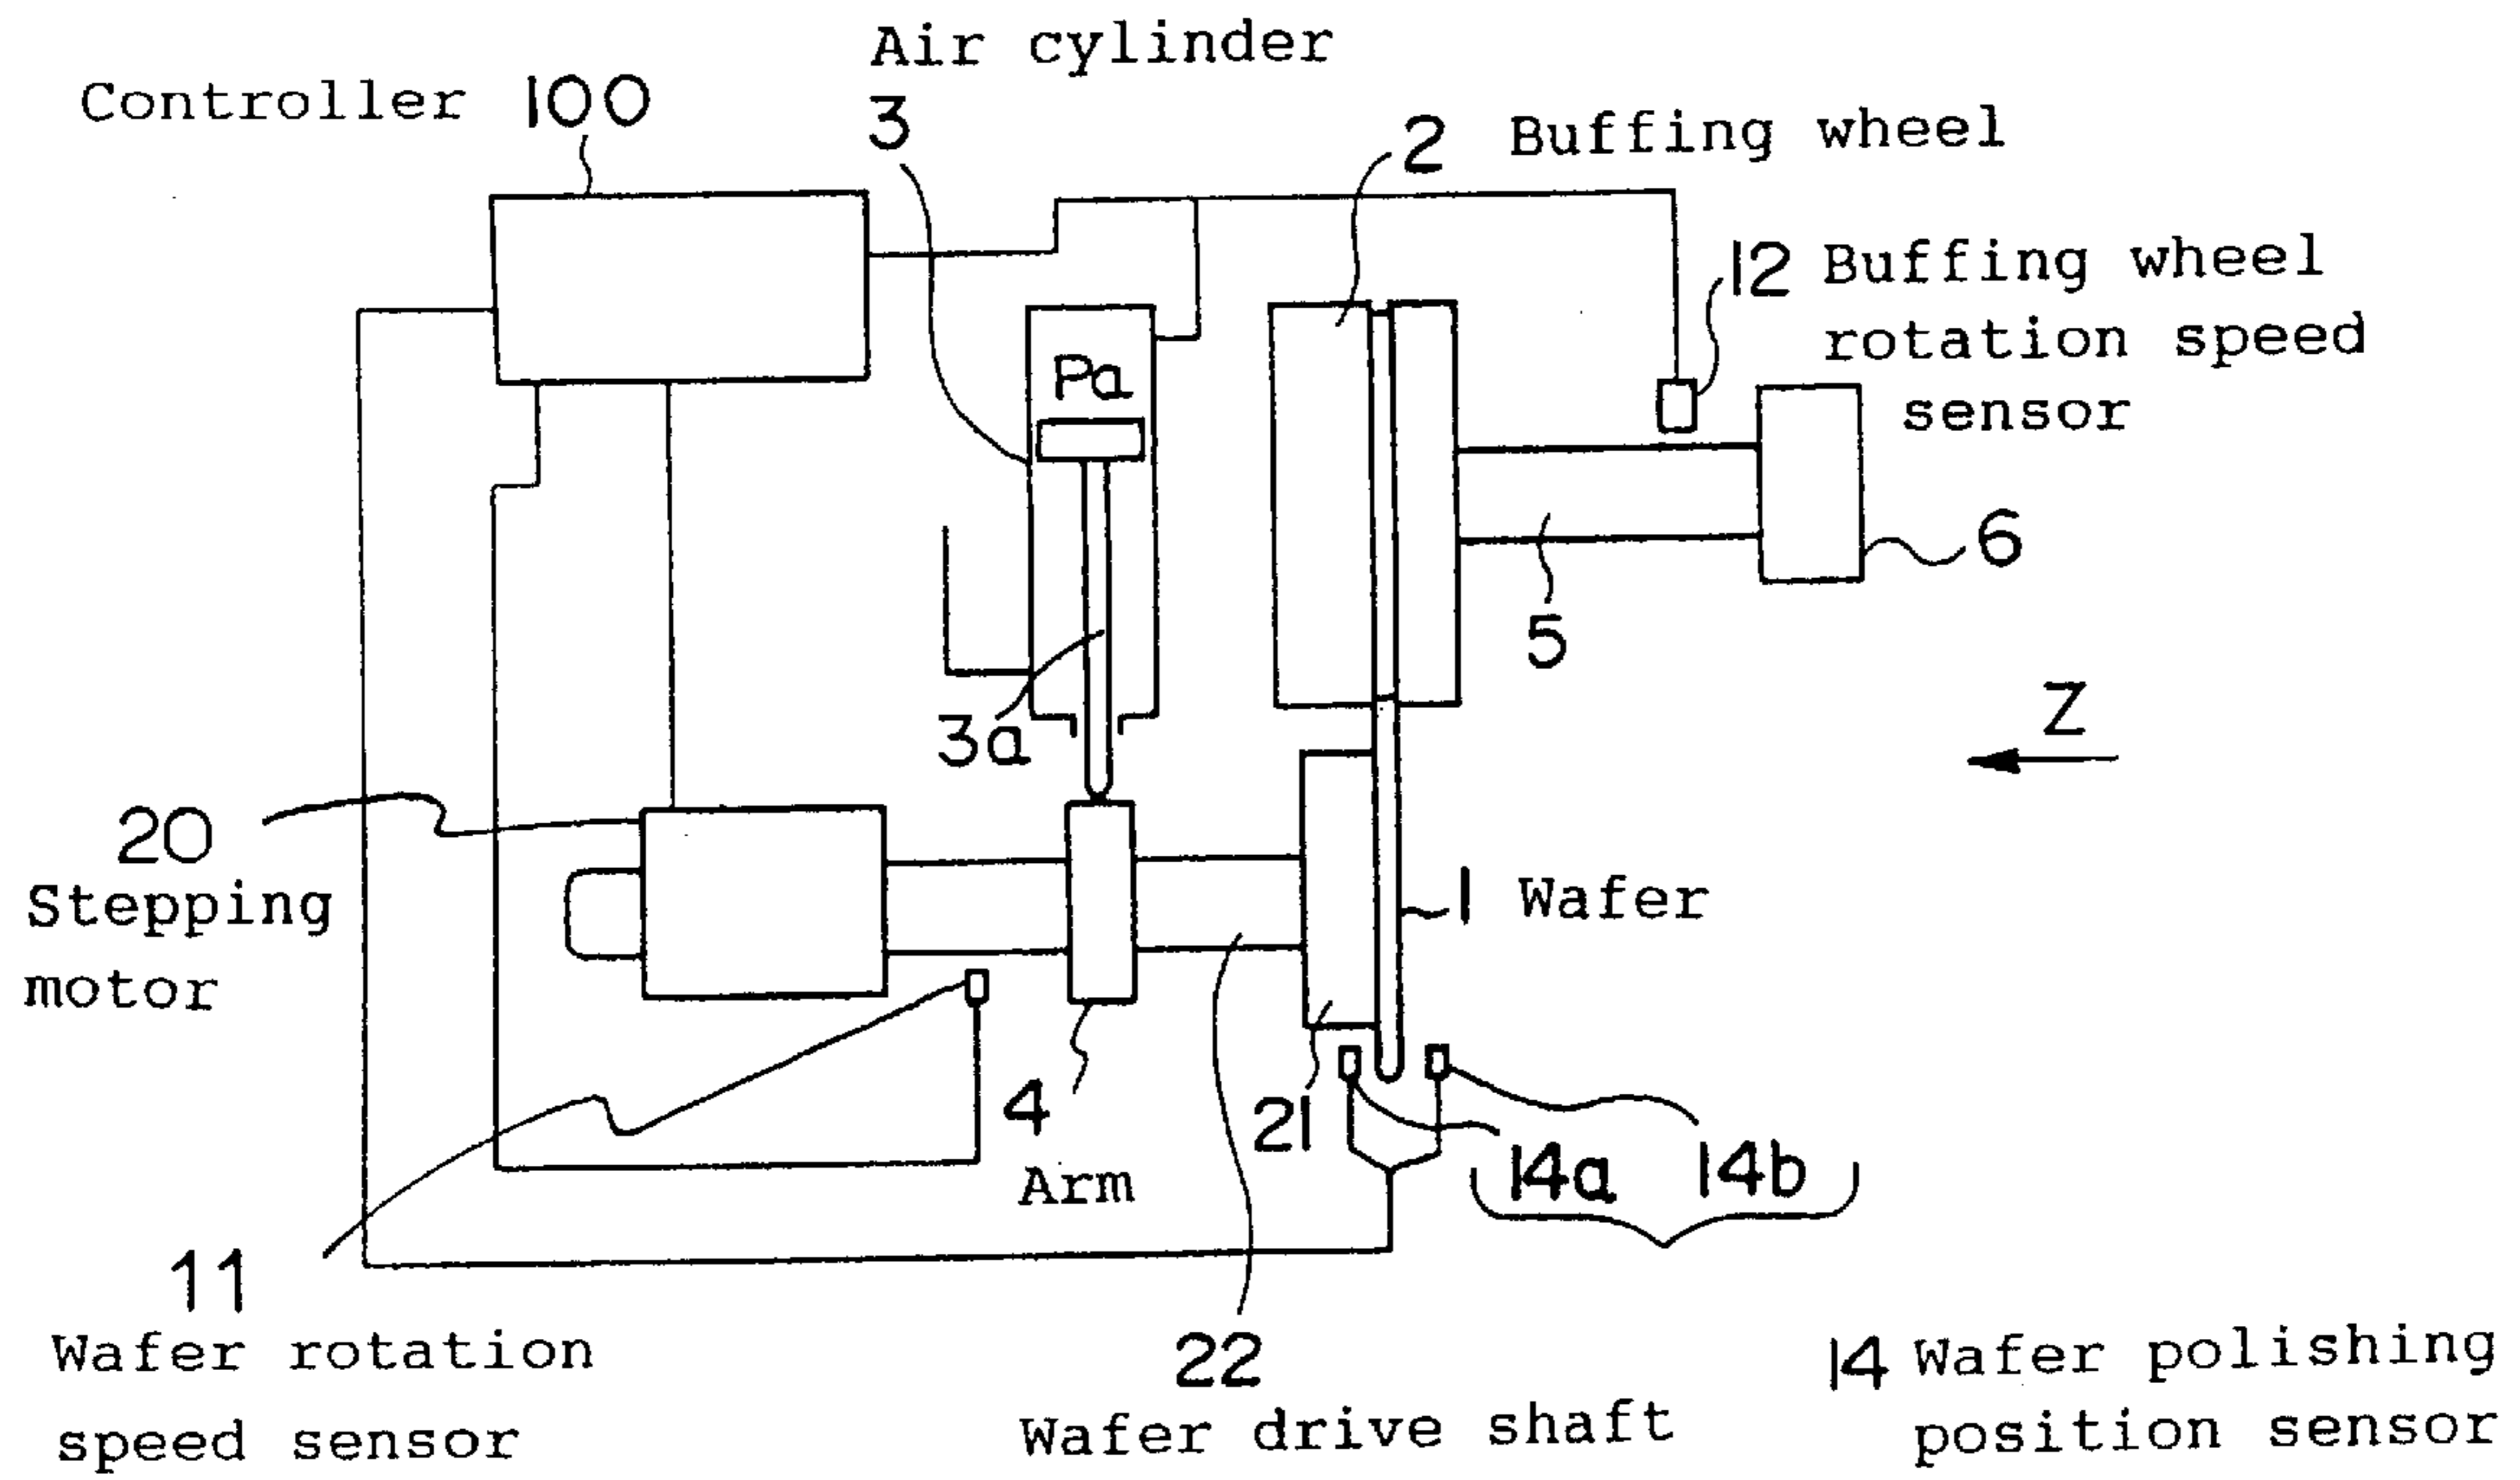 Air cylinder
3
Controller 100
2 Buffing wheel
12 Buffing wheel
rotation speed
sensor
Pa
6
5
Z
3a
20
Stepping
motor
1 Wafer
4
Arm
21
14a 14b
11
Wafer rotation
speed sensor
22
Wafer drive shaft
14 Wafer polishing
position sensor